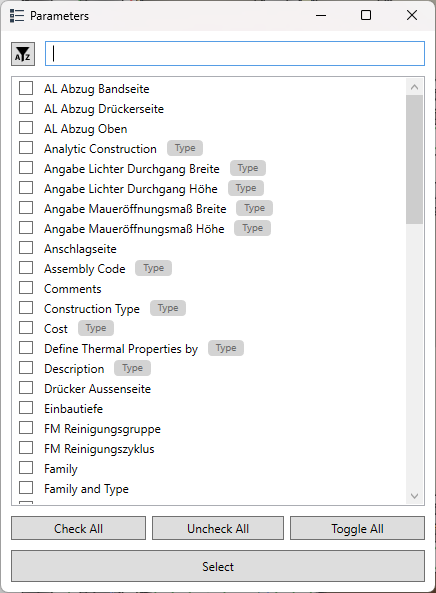 Parameters
AZ
AL Abzug Bandseite
AL Abzug Drückerseite
AL Abzug Oben
Analytic Construction Type
Angabe Lichter Durchgang Breite Type
Angabe Lichter Durchgang Höhe Type
Angabe Maueröffnungsmaß Breite Type
Angabe Maueröffnungsmaß Höhe Type
Anschlagseite
Assembly Code Type
Comments
Construction Type Type
Cost Type
Define Thermal Properties by Type
Description Type
Drücker Aussenseite
Einbautiefe
FM Reinigungsgruppe
FM Reinigungszyklus
Family
Family and Type
Check All Uncheck All Toggle All
Select